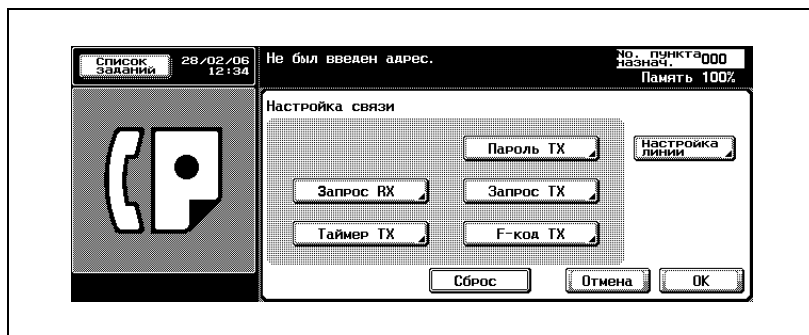 Список заданий
28/02/06
12:34
Не был введен адрес.
No. пункта назнач. 000
Память 100%
Настройка связи
Пароль TX
Настройка линии
Запрос RX
Запрос TX
Таймер TX
F-код TX
Сброс
Отмена
OK